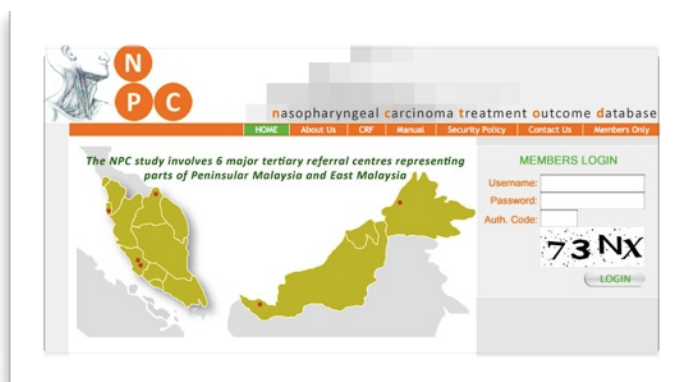 N
P C
nasopharyngeal carcinoma treatment outcome database
HOME About Us CRF Manual Security Policy Contact Us Members Only
The NPC study involves 6 major tertiary referral centres representing
parts of Peninsular Malaysia and East Malaysia
MEMBERS LOGIN
Username:
Password:
Auth. Code:
73NX
LOGIN